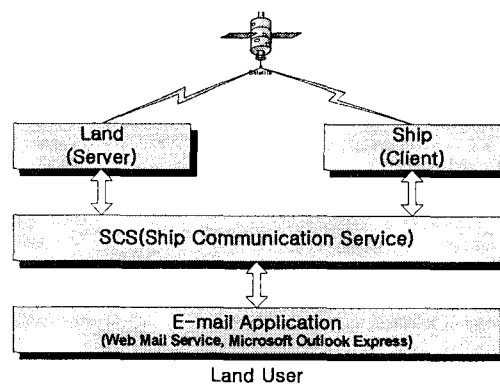 Land
(Server)
Ship
(Client)
SCS(Ship Communication Service)
E-mail Application
(Web Mail Service, Microsoft Outlook Express)
Land User